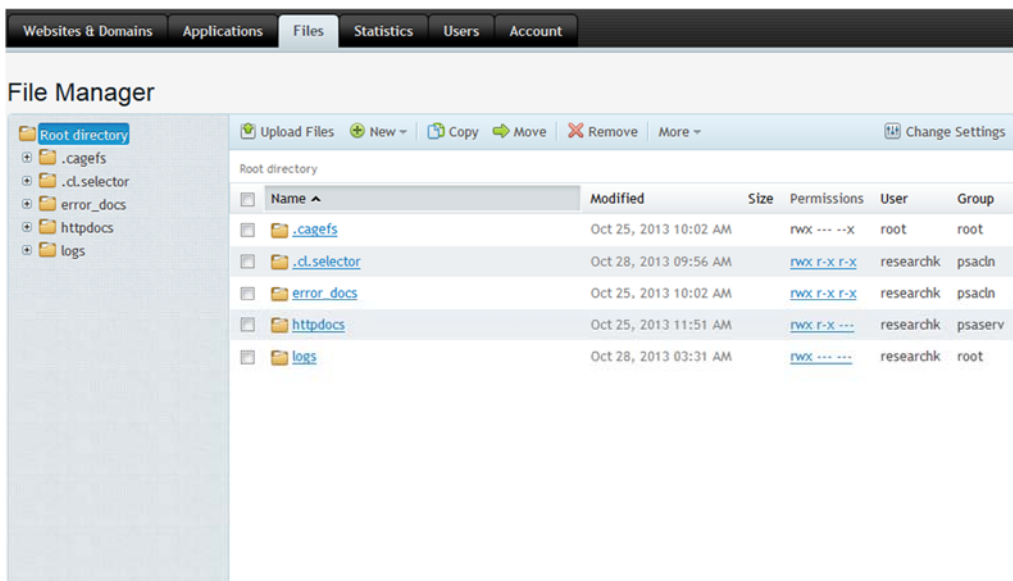 Websites & Domains Applications Files Statistics Users Account
File Manager
Root directory
.cagefs
.cl.selector
error_docs
httpdocs
logs
Upload Files New Copy Move Remove More Change Settings
Root directory
Name Modified Size Permissions User Group
.cagefs Oct 25, 2013 10:02 AM rwx --- --x root root
.cl.selector Oct 28, 2013 09:56 AM rwx r-x r-x researchk psacln
error_docs Oct 25, 2013 10:02 AM rwx r-x r-x researchk psacln
httpdocs Oct 25, 2013 11:51 AM rwx r-x --- researchk psaserv
logs Oct 28, 2013 03:31 AM rwx --- --- researchk root